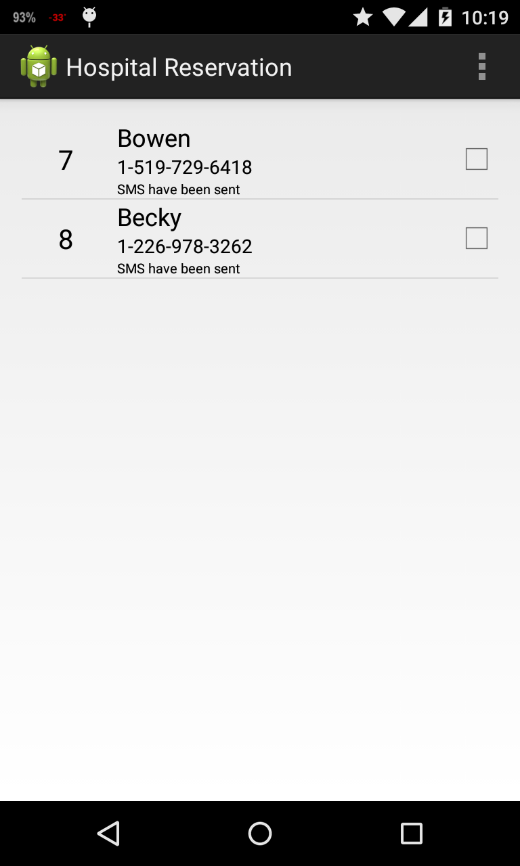 93% -33° 10:19
Hospital Reservation
7
Bowen
1-519-729-6418
SMS have been sent
8
Becky
1-226-978-3262
SMS have been sent